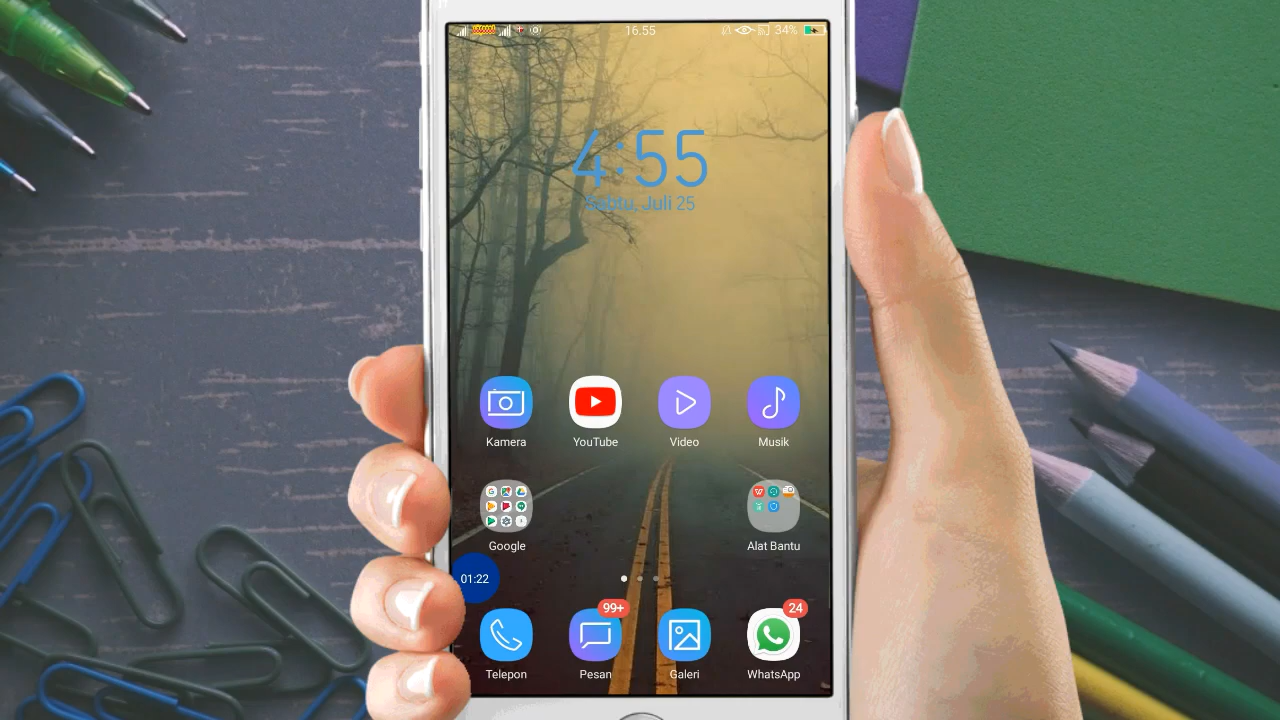 16.55
34%
4:55
Sabtu, Juli 25
Kamera
YouTube
Video
Musik
Google
Alat Bantu
01:22
99+
24
Telepon
Pesan
Galeri
WhatsApp